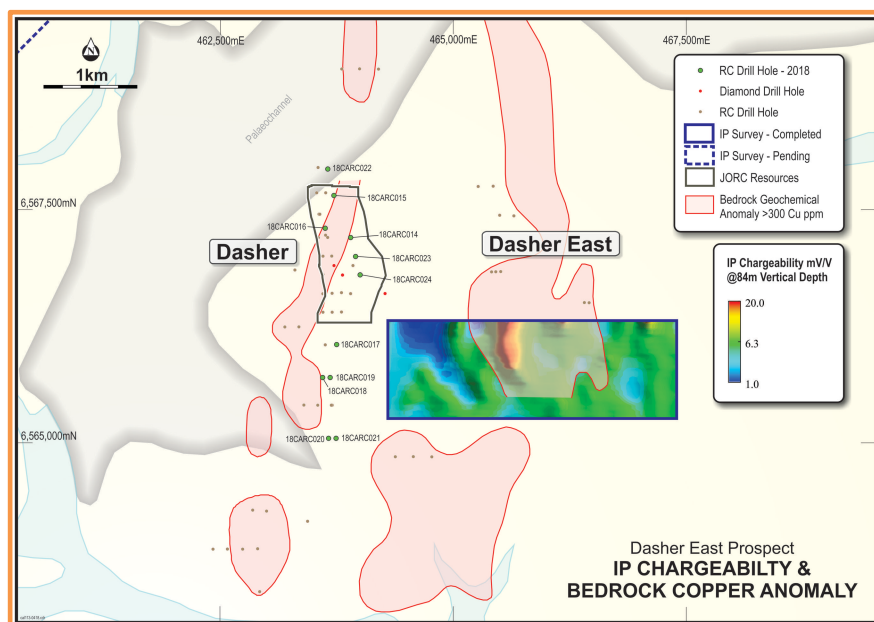 462,500mE
465,000mE
467,500mE
N
1km
Palaeochannel
RC Drill Hole - 2018
Diamond Drill Hole
RC Drill Hole
IP Survey - Completed
IP Survey - Pending
JORC Resources
Bedrock Geochemical
Anomaly >300 Cu ppm
18CARC022
18CARC015
6,567,500mN
18CARC016
18CARC014
Dasher
Dasher East
18CARC023
18CARC024
IP Chargeability mV/V
@84m Vertical Depth
20.0
6.3
1.0
18CARC017
18CARC019
18CARC018
6,565,000mN
18CARC020
18CARC021
Dasher East Prospect
IP CHARGEABILTY &
BEDROCK COPPER ANOMALY